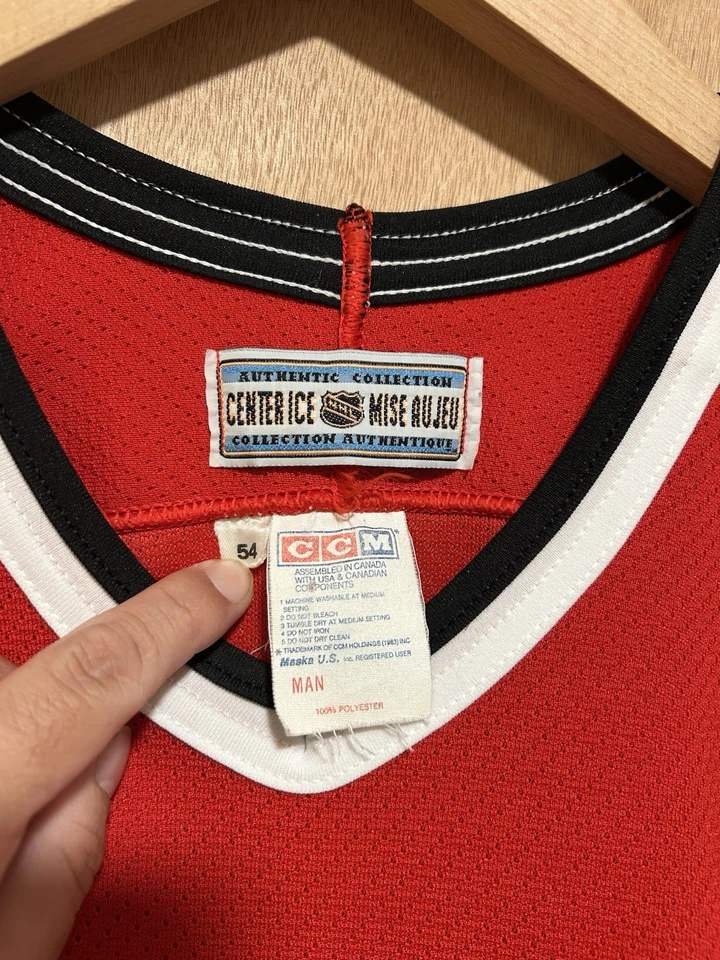 AUTHENTIC COLLECTION
CENTER ICE NHL MISE AU JEU
COLLECTION AUTHENTIQUE
54
CCM
ASSEMBLED IN CANADA
WITH USA & CANADIAN
COMPONENTS
1 MACHINE WASHABLE AT MEDIUM
SETTING
2 DO NOT BLEACH
3 TUMBLE DRY AT MEDIUM SETTING
4 DO NOT IRON
5 DO NOT DRY CLEAN
* TRADEMARK OF CCM HOLDINGS (1983) INC
Maska U.S. INC. REGISTERED USER
MAN
100% POLYESTER